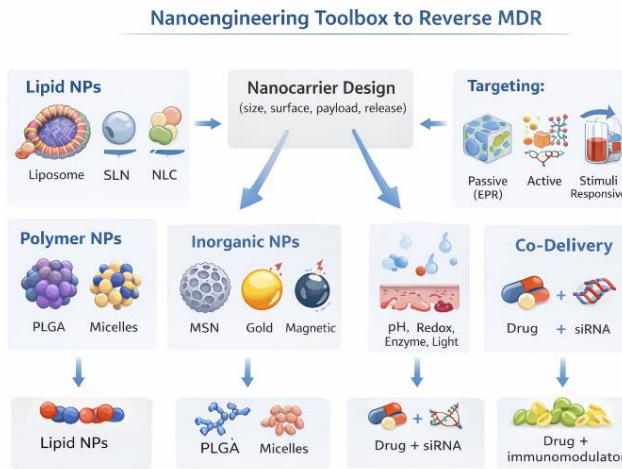 Nanoengineering Toolbox to Reverse MDR
Lipid NPs
Liposome
SLN
NLC
Nanocarrier Design
(size, surface, payload, release)
Targeting:
Passive
(EPR)
Active
Stimuli
Responsive
Polymer NPs
PLGA
Micelles
Inorganic NPs
MSN
Gold
Magnetic
pH, Redox,
Enzyme, Light
Co-Delivery
+
Drug + siRNA
Lipid NPs
PLGA
Micelles
+
Drug + siRNA
Drug +
immunomodulator